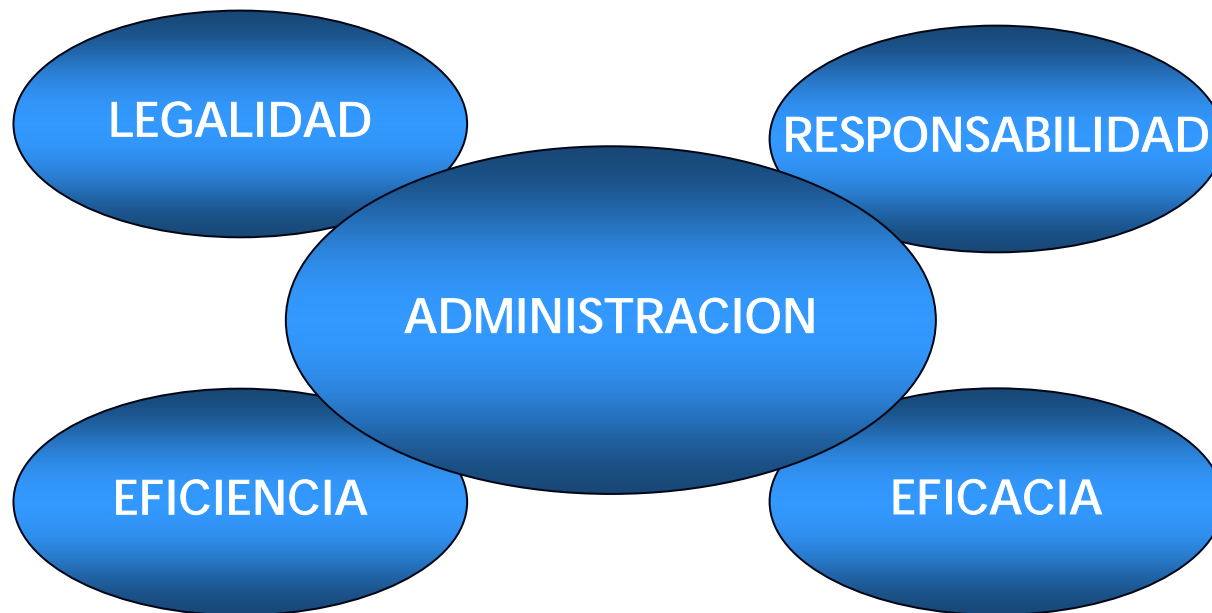 LEGALIDAD
RESPONSABILIDAD
ADMINISTRACION
EFICIENCIA
EFICACIA